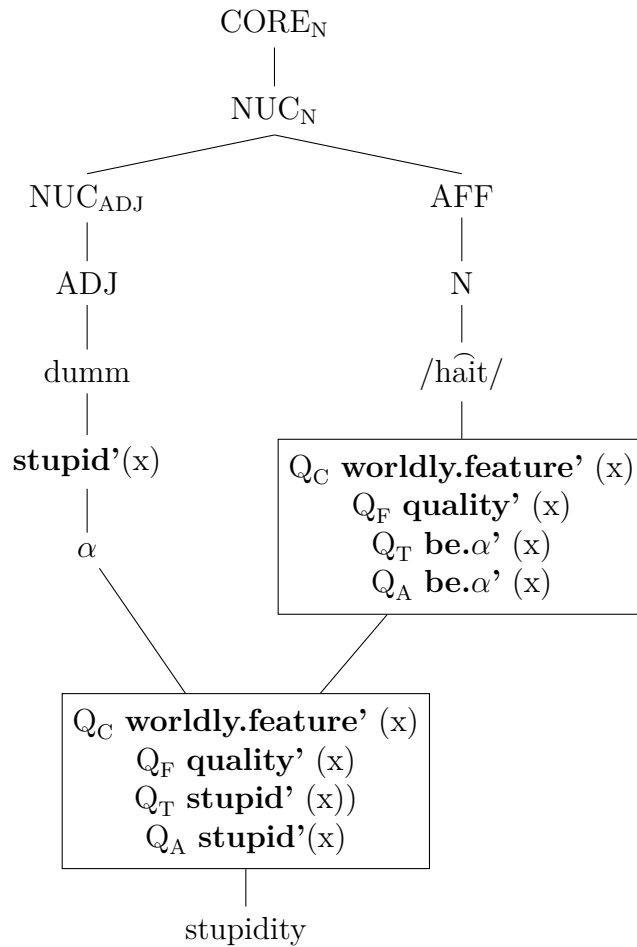 CORE_N
NUC_N
NUC_ADJ AFF
ADJ N
dumm /ha͡it/
stupid’(x)
Q_C worldly.feature’ (x)
Q_F quality’ (x)
Q_T be.α’ (x)
Q_A be.α’ (x)
α
Q_C worldly.feature’ (x)
Q_F quality’ (x)
Q_T stupid’ (x))
Q_A stupid’(x)
stupidity